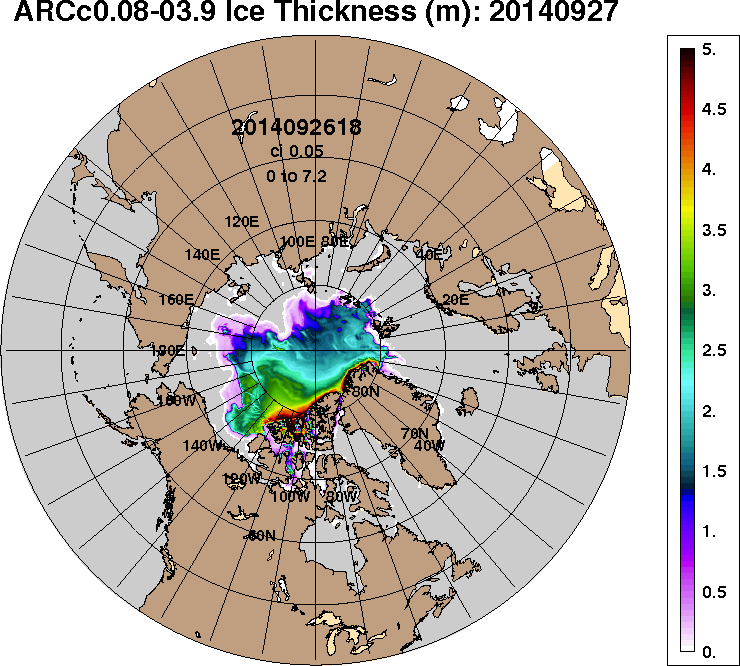 ARCc0.08-03.9 Ice Thickness (m): 20140927
5.
4.5
4.
3.5
3.
2.5
2.
1.5
1.
0.5
0.
2014092618
ci 0.05
0 to 7.2
120E
100E 80E
140E
40E
160E
20E
180E
160W
80N
140W
70N
40W
120W
100W 80W
60N